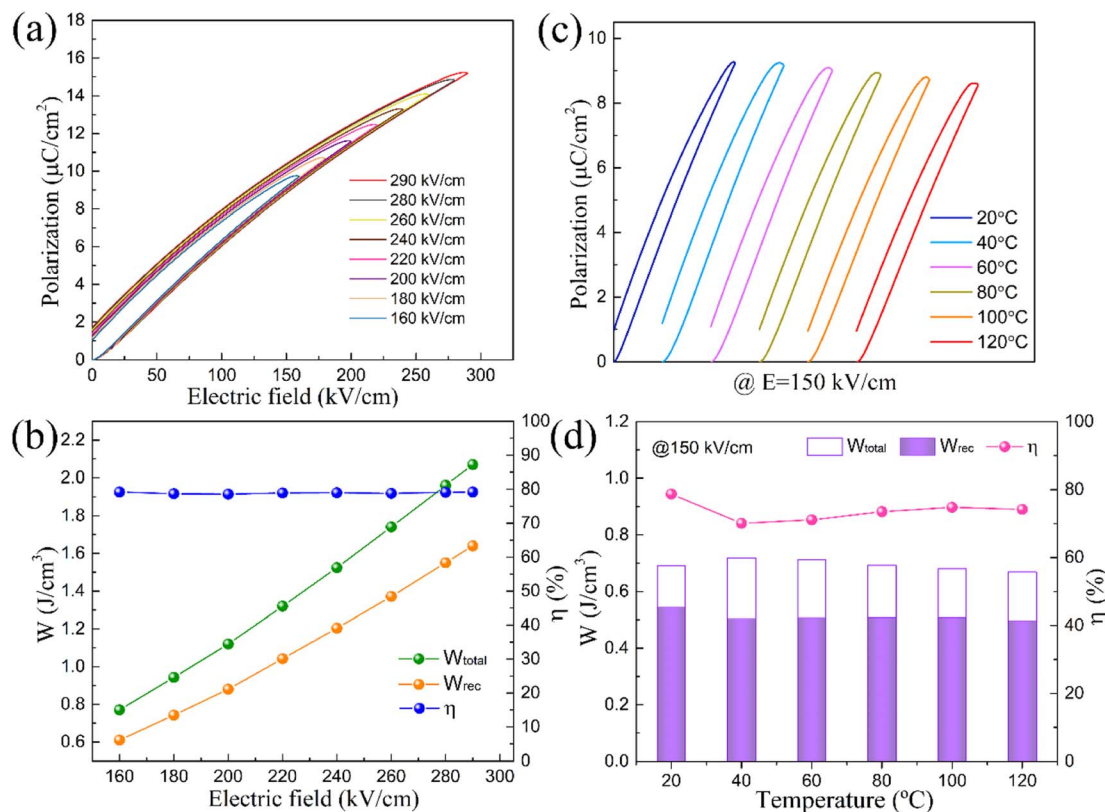 (a)
18
16
14
12
10
8
6
4
2
0
Polarization (μC/cm²)
290 kV/cm
280 kV/cm
260 kV/cm
240 kV/cm
220 kV/cm
200 kV/cm
180 kV/cm
160 kV/cm
0 50 100 150 200 250 300
Electric field (kV/cm)
(c)
10
8
6
4
2
0
Polarization (μC/cm²)
20°C
40°C
60°C
80°C
100°C
120°C
@ E=150 kV/cm
(b)
2.2
2.0
1.8
1.6
1.4
1.2
1.0
0.8
0.6
W (J/cm³)
100
90
80
70
60
50
40
30
20
10
0
η (%)
Wtotal
Wrec
η
160 180 200 220 240 260 280 300
Electric field (kV/cm)
(d)
1.2
1.0
0.8
0.6
0.4
0.2
0.0
W (J/cm³)
@150 kV/cm Wtotal Wrec η
100
80
60
40
20
0
η (%)
20 40 60 80 100 120
Temperature (°C)